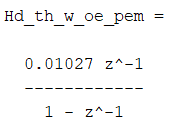 Hd_th_w_oe_pem =
0.01027 z^-1
------------
1 - z^-1